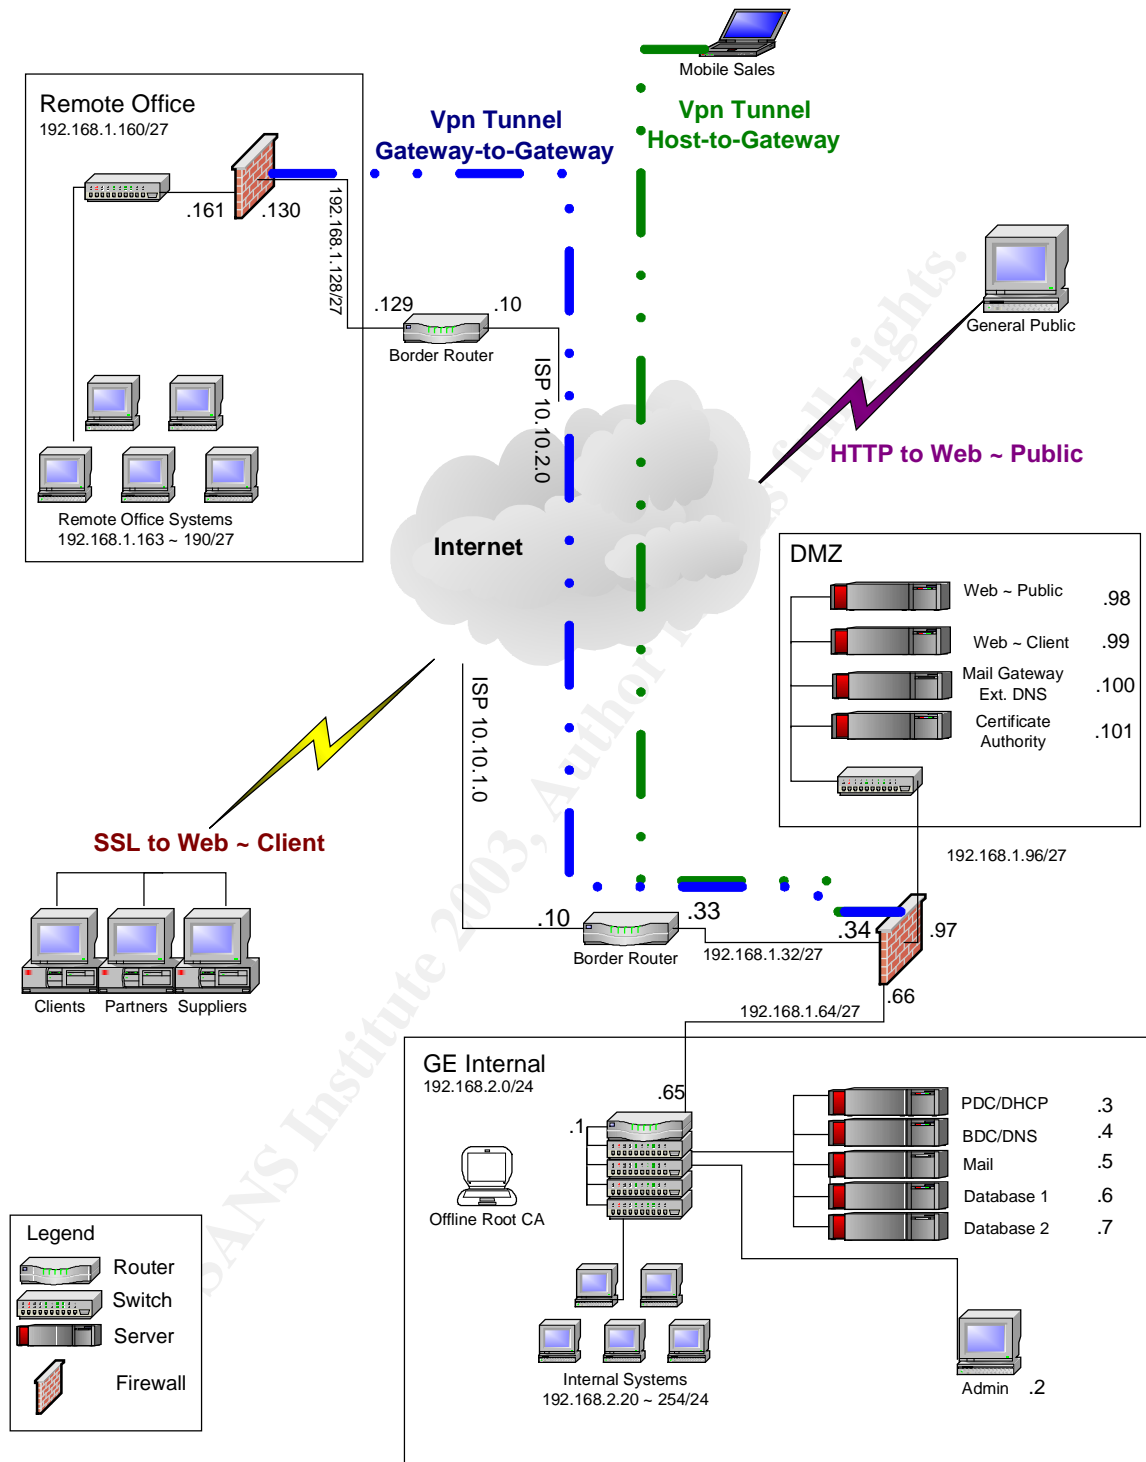 Mobile Sales
Remote Office
192.168.1.160/27
Vpn Tunnel
Gateway-to-Gateway
Vpn Tunnel
Host-to-Gateway
.161
.130
192.168.1.128/27
General Public
.129
.10
Border Router
ISP 10.10.2.0
HTTP to Web ~ Public
Remote Office Systems
192.168.1.163 ~ 190/27
Internet
DMZ
Web ~ Public
.98
Web ~ Client
.99
Mail Gateway
Ext. DNS
.100
Certificate
Authority
.101
ISP 10.10.1.0
SSL to Web ~ Client
192.168.1.96/27
.10
.33
.34
.97
Border Router
192.168.1.32/27
Clients
Partners
Suppliers
.66
192.168.1.64/27
GE Internal
192.168.2.0/24
.65
.1
PDC/DHCP
.3
BDC/DNS
.4
Mail
.5
Database 1
.6
Database 2
.7
Offline Root CA
Legend
Router
Switch
Server
Firewall
Internal Systems
192.168.2.20 ~ 254/24
Admin
.2
SANS Institute 2003, Author
full rights.